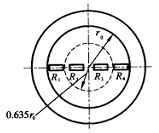 r₀
R₁ R₂ R₃ R₄
0.635r₀